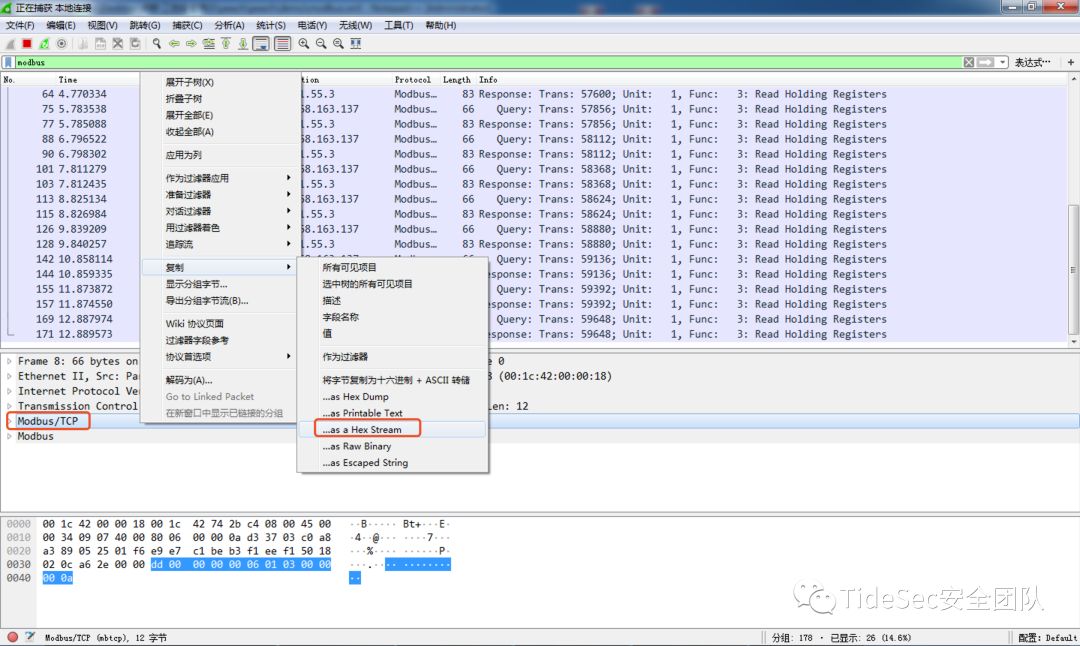 正在捕获 本地连接
文件(F) 编辑(E) 视图(V) 跳转(G) 捕获(C) 分析(A) 统计(S) 电话(Y) 无线(W) 工具(T) 帮助(H)
modbus 表达式… +
No. Time tion Protocol Length Info
64 4.770334 1.55.3 Modbus… 83 Response: Trans: 57600; Unit: 1, Func: 3: Read Holding Registers
75 5.783538 58.163.137 Modbus… 66 Query: Trans: 57856; Unit: 1, Func: 3: Read Holding Registers
77 5.785088 1.55.3 Modbus… 83 Response: Trans: 57856; Unit: 1, Func: 3: Read Holding Registers
88 6.796522 58.163.137 Modbus… 66 Query: Trans: 58112; Unit: 1, Func: 3: Read Holding Registers
90 6.798302 1.55.3 Modbus… 83 Response: Trans: 58112; Unit: 1, Func: 3: Read Holding Registers
101 7.811279 58.163.137 Modbus… 66 Query: Trans: 58368; Unit: 1, Func: 3: Read Holding Registers
103 7.812435 1.55.3 Modbus… 83 Response: Trans: 58368; Unit: 1, Func: 3: Read Holding Registers
113 8.825134 58.163.137 Modbus… 66 Query: Trans: 58624; Unit: 1, Func: 3: Read Holding Registers
115 8.826984 1.55.3 Modbus… 83 Response: Trans: 58624; Unit: 1, Func: 3: Read Holding Registers
126 9.839209 58.163.137 Modbus… 66 Query: Trans: 58880; Unit: 1, Func: 3: Read Holding Registers
128 9.840257 1.55.3 Modbus… 83 Response: Trans: 58880; Unit: 1, Func: 3: Read Holding Registers
142 10.858114 Query: Trans: 59136; Unit: 1, Func: 3: Read Holding Registers
144 10.859335 Response: Trans: 59136; Unit: 1, Func: 3: Read Holding Registers
155 11.873872 Query: Trans: 59392; Unit: 1, Func: 3: Read Holding Registers
157 11.874550 Response: Trans: 59392; Unit: 1, Func: 3: Read Holding Registers
169 12.887974 Query: Trans: 59648; Unit: 1, Func: 3: Read Holding Registers
171 12.889573 Response: Trans: 59648; Unit: 1, Func: 3: Read Holding Registers
展开子树(X)
折叠子树
展开全部(E)
收起全部(A)
应用为列
作为过滤器应用
准备过滤器
对话过滤器
用过滤器着色
追踪流
复制
显示分组字节…
导出分组字节流(B)…
Wiki 协议页面
过滤器字段参考
协议首选项
解码为(A)…
Go to Linked Packet
在新窗口中显示已链接的分组
所有可见项目
选中树的所有可见项目
描述
字段名称
值
作为过滤器
将字节复制为十六进制 + ASCII 转储
…as Hex Dump
…as Printable Text
…as a Hex Stream
…as Raw Binary
…as Escaped String
Frame 8: 66 bytes on e 0
Ethernet II, Src: Pa (00:1c:42:00:00:18)
Internet Protocol Ve
Transmission Control Len: 12
Modbus/TCP
Modbus
0000 00 1c 42 00 00 18 00 1c 42 74 2b c4 08 00 45 00 ··B····· Bt+···E·
0010 00 34 09 07 40 00 80 06 00 00 0a d3 37 03 c0 a8 ·4··@··· ····7···
0020 a3 89 05 25 01 f6 e9 e7 c1 be b3 f1 ee f1 50 18 ···%···· ······P·
0030 02 0c a6 2e 00 00 dd 00 00 00 00 06 01 03 00 00 ···.···· ········
0040 00 0a ··
TideSec安全团队
Modbus/TCP (mbtcp), 12 字节 分组: 178 · 已显示: 26 (14.6%) 配置: Default